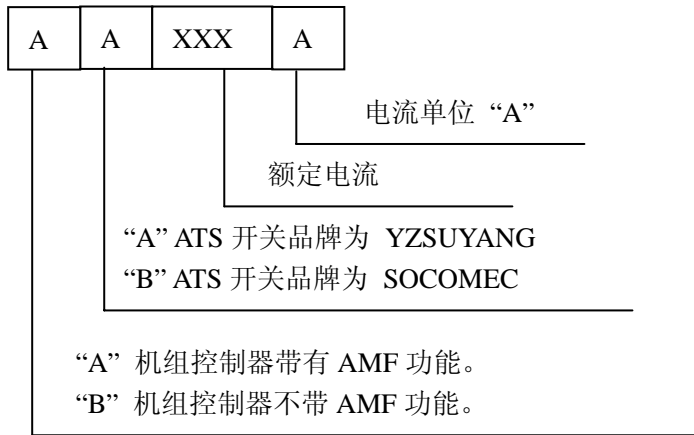 A A XXX A
电流单位 “A”
额定电流
“A” ATS 开关品牌为 YZSUYANG
“B” ATS 开关品牌为 SOCOMEC
“A” 机组控制器带有 AMF 功能。
“B” 机组控制器不带 AMF 功能。